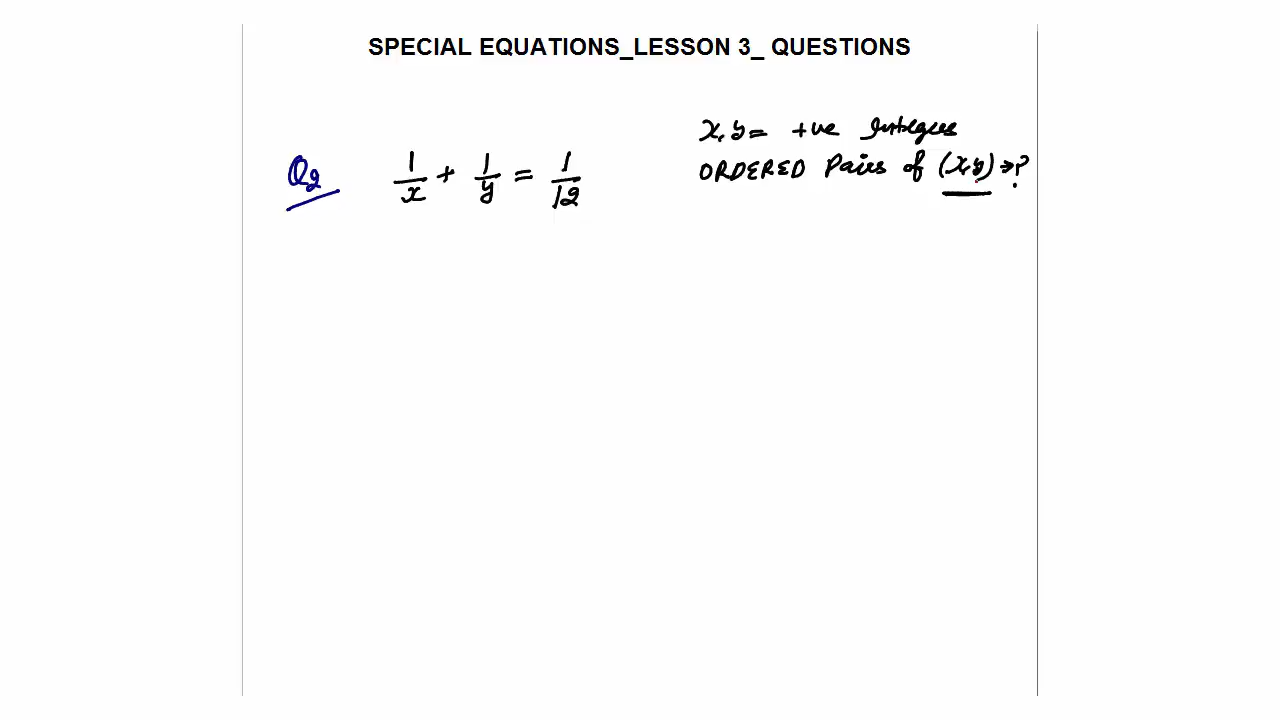 SPECIAL EQUATIONS_LESSON 3_ QUESTIONS
x, y = +ve Integers
Q2 1/x + 1/y = 1/12
ORDERED Pairs of (x,y) ⇒ ?